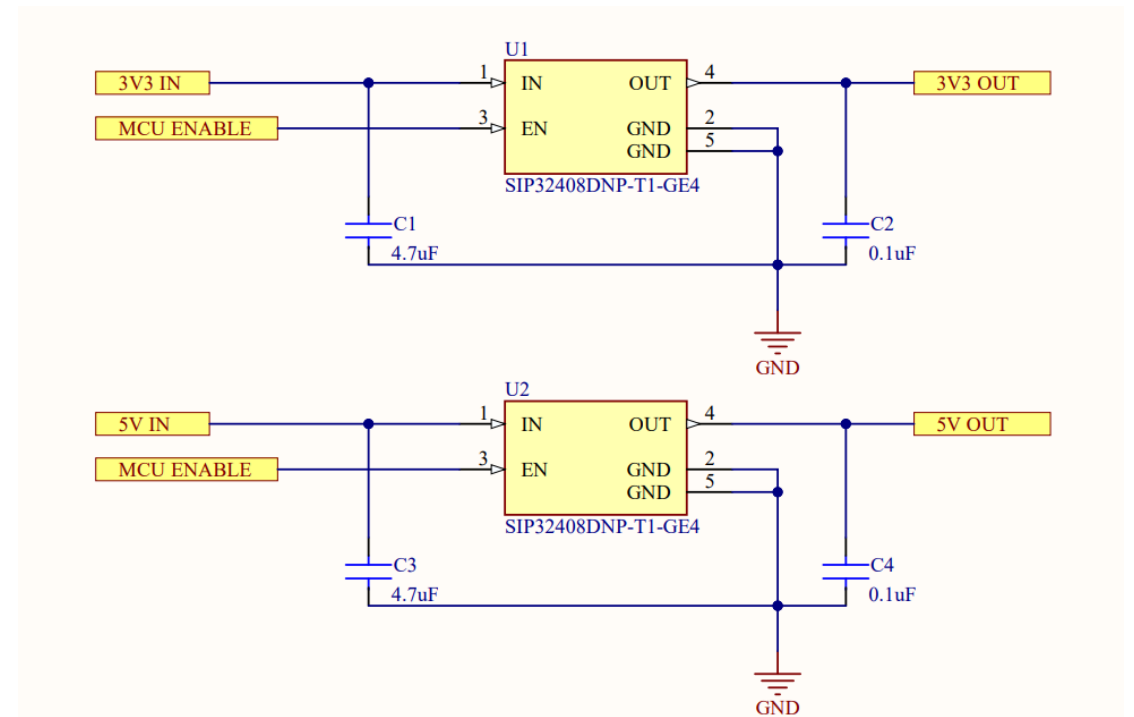 U1
3V3 IN
1
IN
OUT
4
3V3 OUT
MCU ENABLE
3
EN
GND
2
GND
5
SIP32408DNP-T1-GE4
C1
4.7uF
C2
0.1uF
GND
U2
5V IN
1
IN
OUT
4
5V OUT
MCU ENABLE
3
EN
GND
2
GND
5
SIP32408DNP-T1-GE4
C3
4.7uF
C4
0.1uF
GND